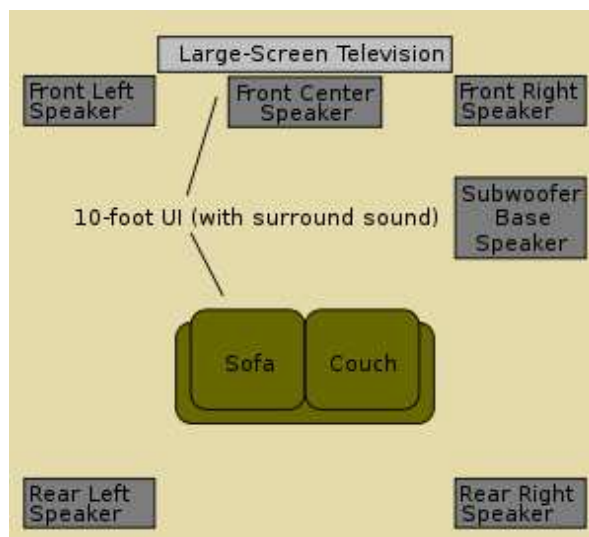 Large-Screen Television
Front Left
Speaker
Front Center
Speaker
Front Right
Speaker
10-foot UI (with surround sound)
Subwoofer
Base
Speaker
Sofa
Couch
Rear Left
Speaker
Rear Right
Speaker